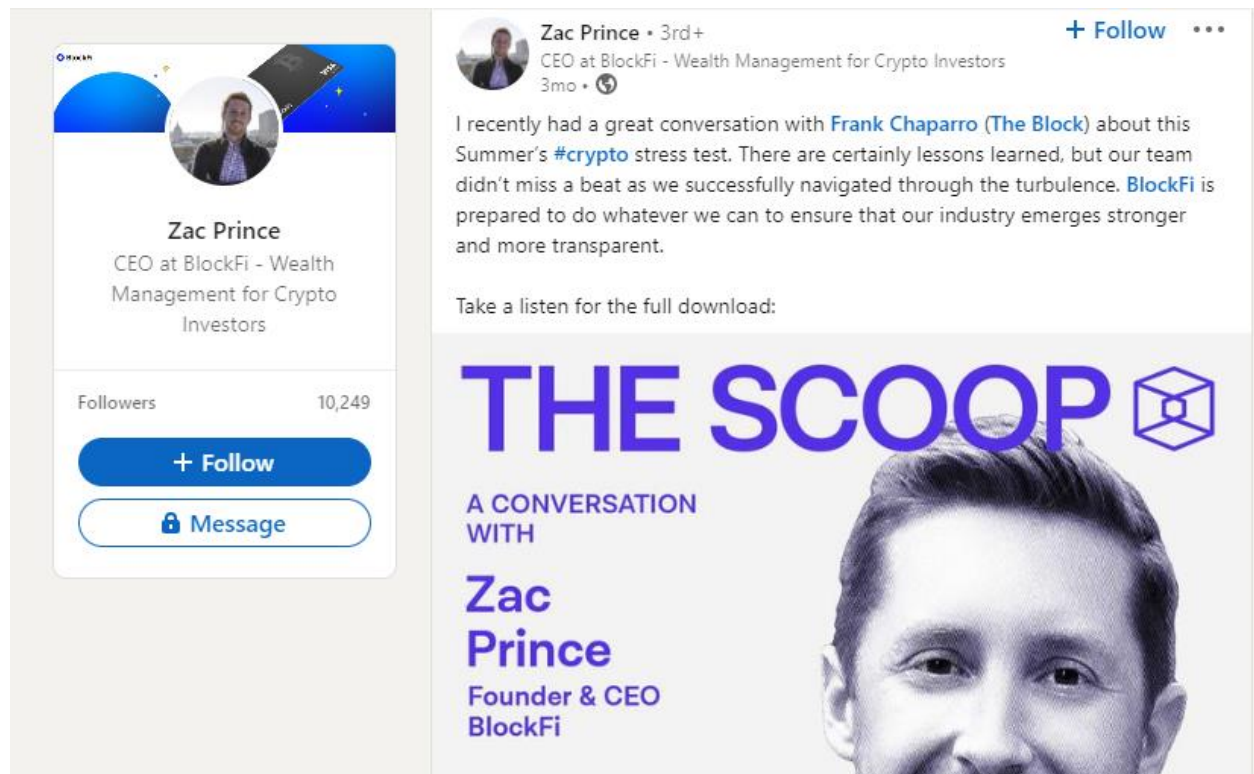 BlockFi
VISA
Zac Prince
CEO at BlockFi - Wealth
Management for Crypto
Investors
Followers 10,249
+ Follow
Message
Zac Prince • 3rd+
+ Follow •••
CEO at BlockFi - Wealth Management for Crypto Investors
3mo •
I recently had a great conversation with Frank Chaparro (The Block) about this
Summer's #crypto stress test. There are certainly lessons learned, but our team
didn't miss a beat as we successfully navigated through the turbulence. BlockFi is
prepared to do whatever we can to ensure that our industry emerges stronger
and more transparent.
Take a listen for the full download:
THE SCOOP
A CONVERSATION
WITH
Zac
Prince
Founder & CEO
BlockFi